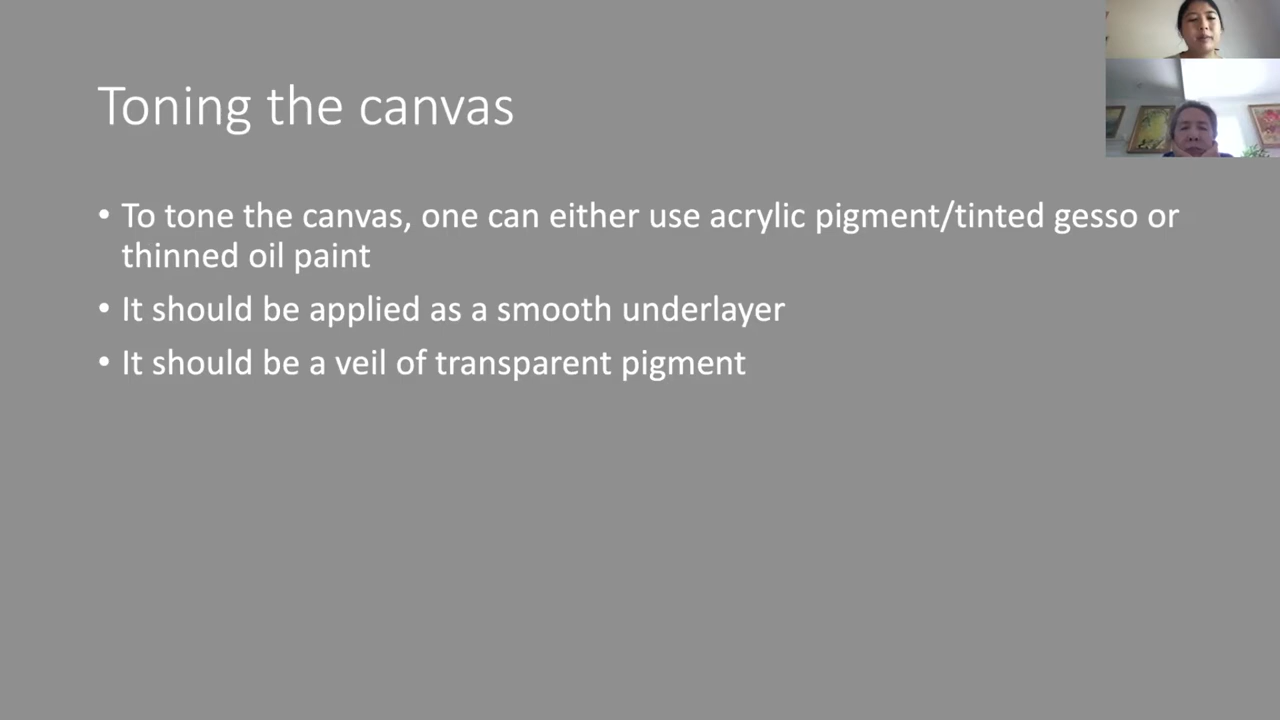 Toning the canvas
• To tone the canvas, one can either use acrylic pigment/tinted gesso or
thinned oil paint
• It should be applied as a smooth underlayer
• It should be a veil of transparent pigment